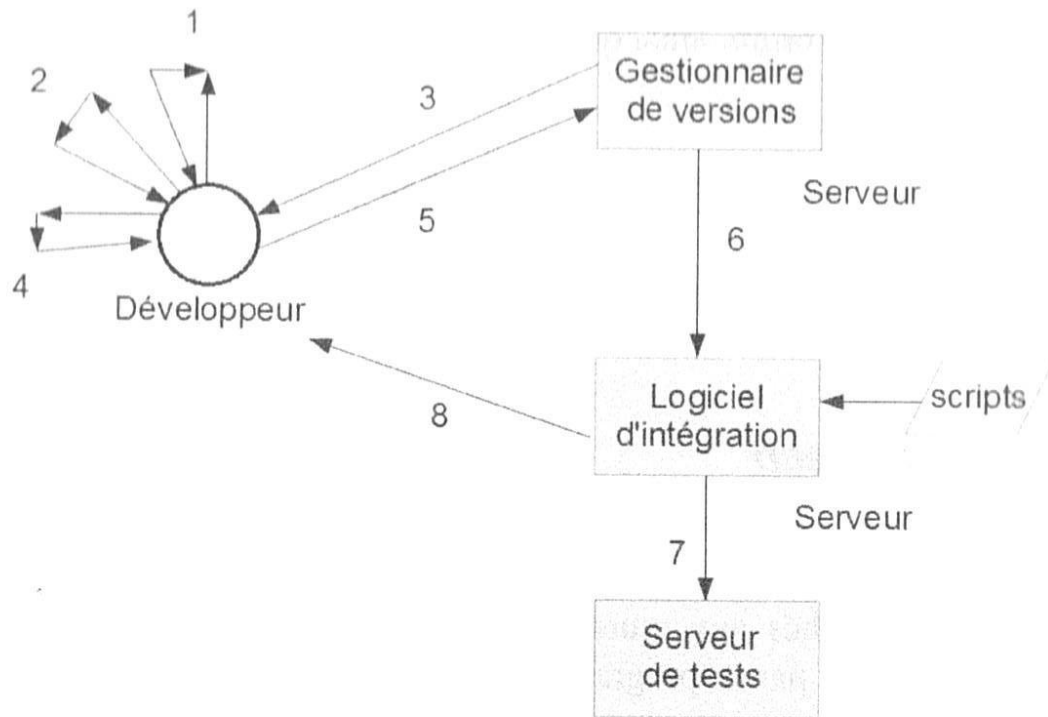 1
Gestionnaire
de versions
2
3
Serveur
5
6
4
Développeur
Logiciel
d'intégration
scripts
8
Serveur
7
Serveur
de tests